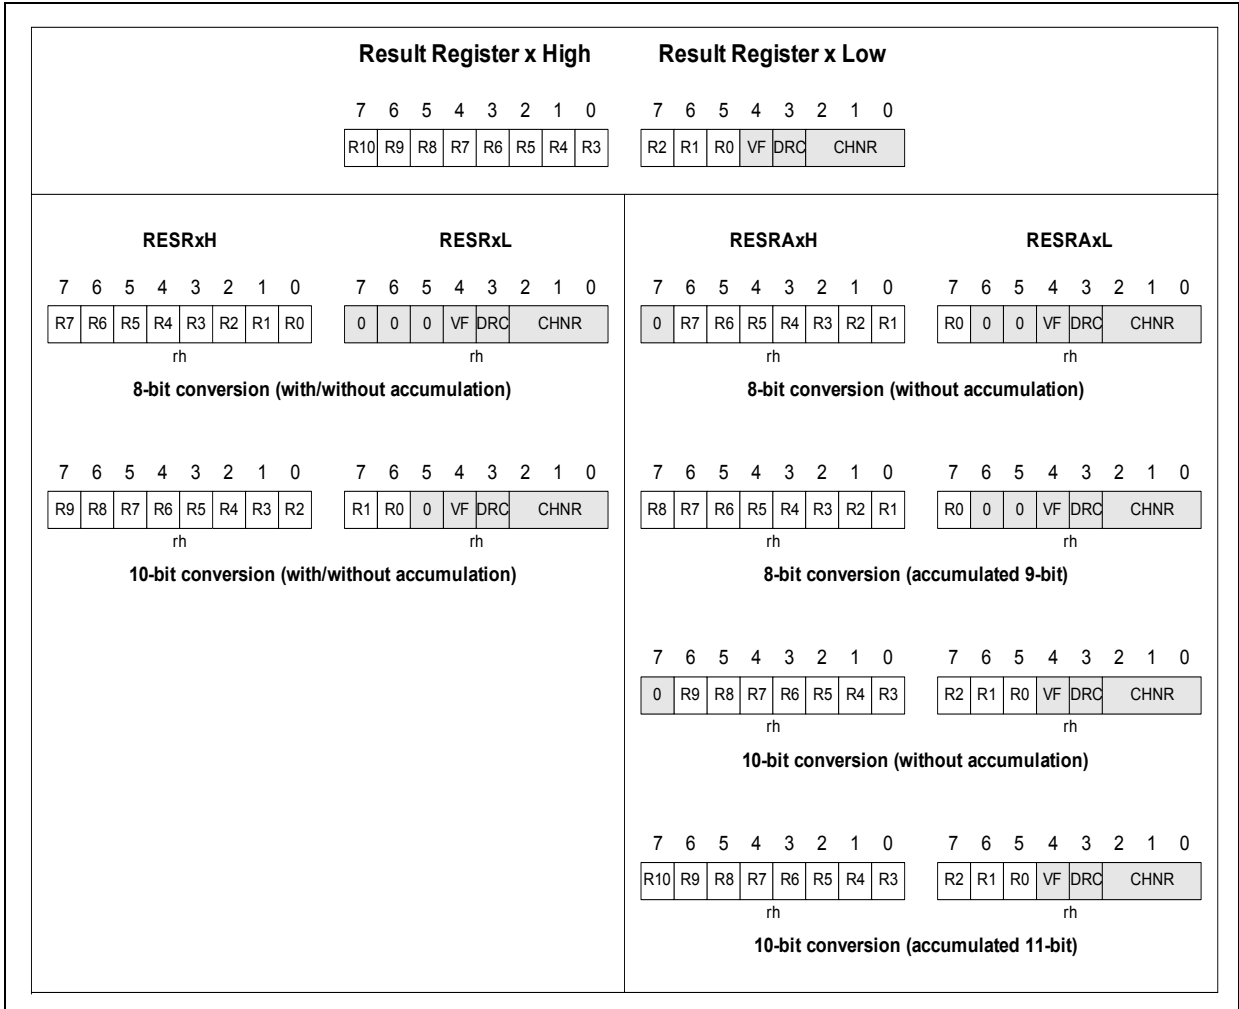 Result Register x High Result Register x Low
7 6 5 4 3 2 1 0 7 6 5 4 3 2 1 0
R10 R9 R8 R7 R6 R5 R4 R3 R2 R1 R0 VF DRC CHNR
RESRxH RESRxL
7 6 5 4 3 2 1 0 7 6 5 4 3 2 1 0
R7 R6 R5 R4 R3 R2 R1 R0 0 0 0 VF DRC CHNR
rh rh
8-bit conversion (with/without accumulation)
7 6 5 4 3 2 1 0 7 6 5 4 3 2 1 0
R9 R8 R7 R6 R5 R4 R3 R2 R1 R0 0 VF DRC CHNR
rh rh
10-bit conversion (with/without accumulation)
RESRAxH RESRAxL
7 6 5 4 3 2 1 0 7 6 5 4 3 2 1 0
0 R7 R6 R5 R4 R3 R2 R1 R0 0 0 VF DRC CHNR
rh rh
8-bit conversion (without accumulation)
7 6 5 4 3 2 1 0 7 6 5 4 3 2 1 0
R8 R7 R6 R5 R4 R3 R2 R1 R0 0 0 VF DRC CHNR
rh rh
8-bit conversion (accumulated 9-bit)
7 6 5 4 3 2 1 0 7 6 5 4 3 2 1 0
0 R9 R8 R7 R6 R5 R4 R3 R2 R1 R0 VF DRC CHNR
rh rh
10-bit conversion (without accumulation)
7 6 5 4 3 2 1 0 7 6 5 4 3 2 1 0
R10 R9 R8 R7 R6 R5 R4 R3 R2 R1 R0 VF DRC CHNR
rh rh
10-bit conversion (accumulated 11-bit)